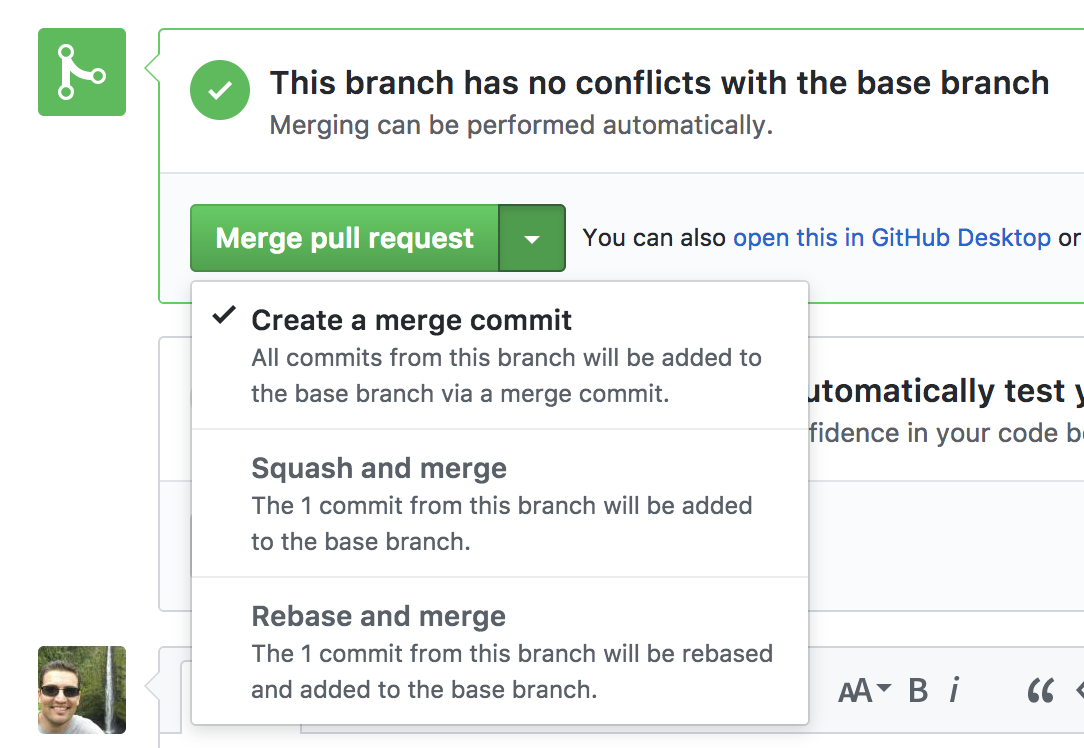 This branch has no conflicts with the base branch
Merging can be performed automatically.
Merge pull request
You can also open this in GitHub Desktop or
Create a merge commit
All commits from this branch will be added to
the base branch via a merge commit.
utomatically test y
fidence in your code be
Squash and merge
The 1 commit from this branch will be added
to the base branch.
Rebase and merge
The 1 commit from this branch will be rebased
and added to the base branch.
AA B i “